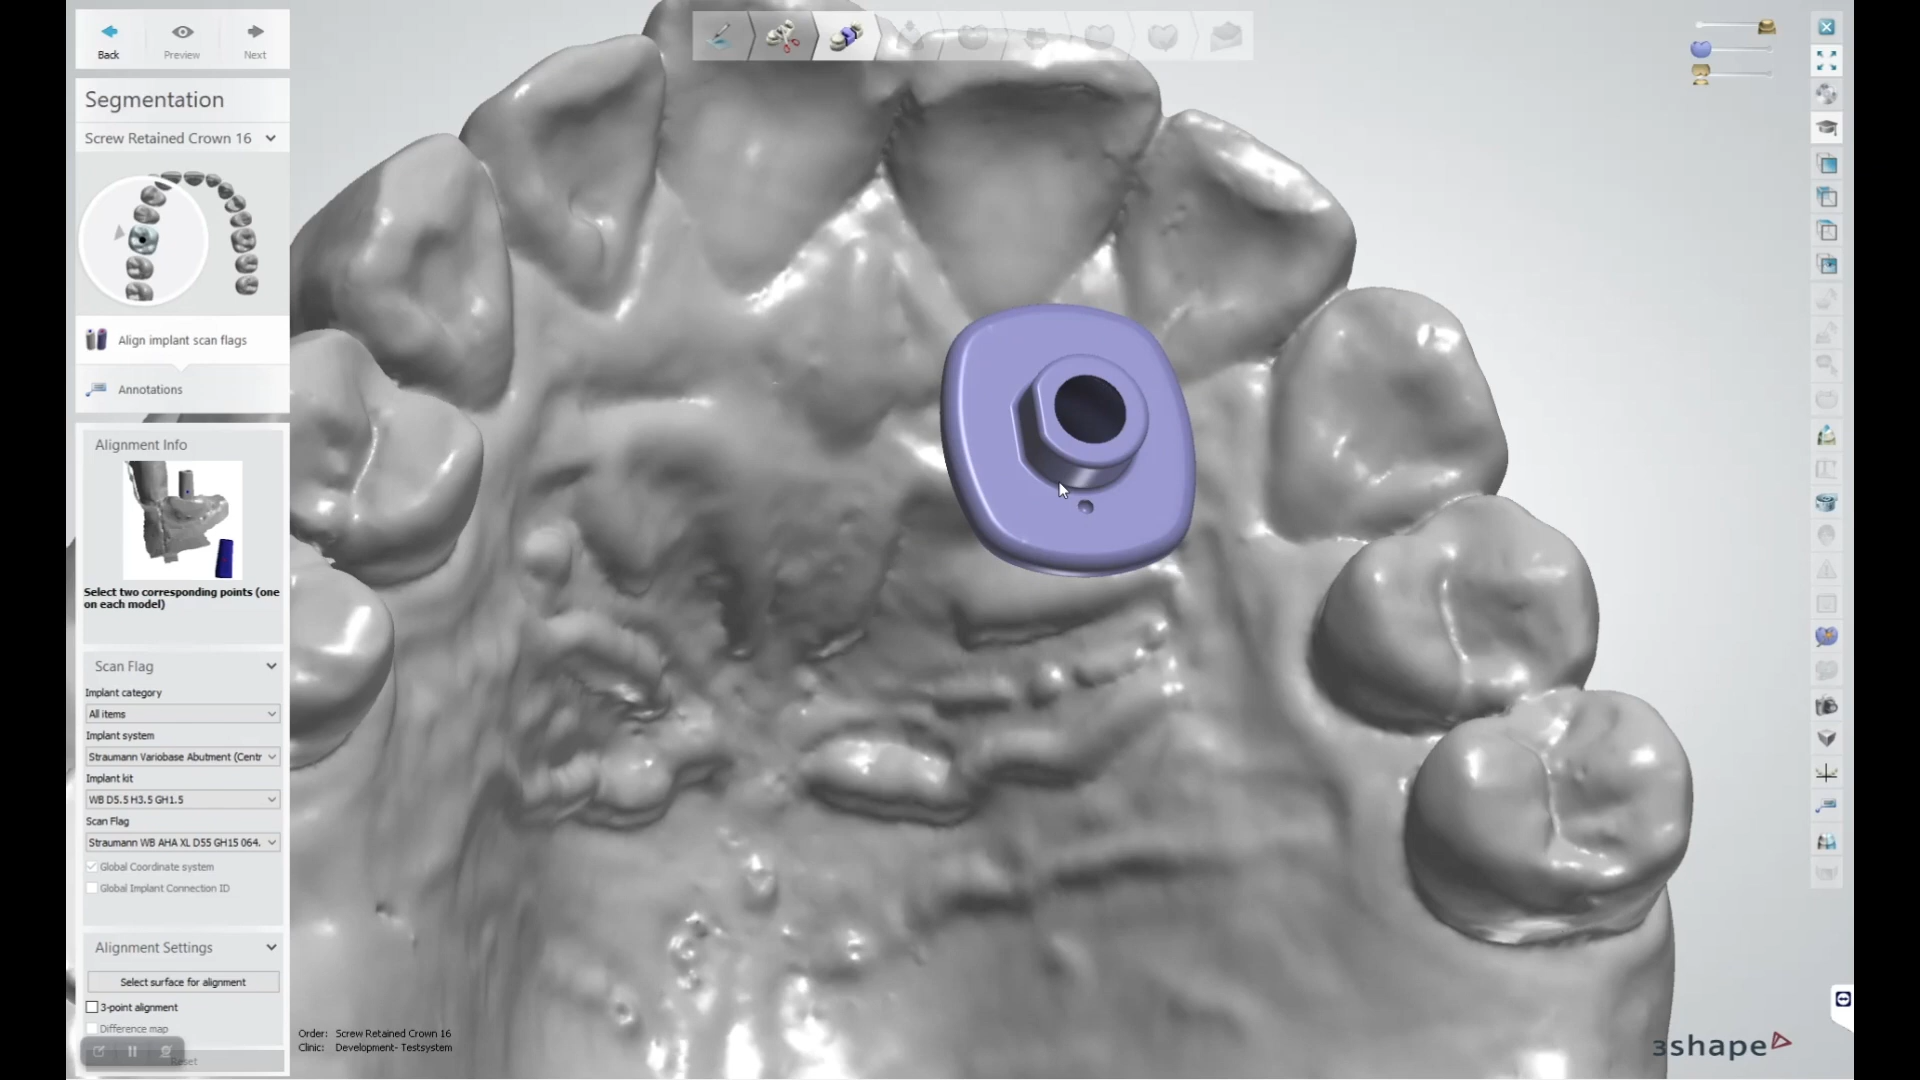 Back
Preview
Next
Segmentation
Screw Retained Crown 16
Align implant scan flags
Annotations
Alignment Info
Select two corresponding points (one
on each model)
Scan Flag
Implant category
All items
Implant system
Straumann Variobase Abutment (Centr
Implant kit
WB D5.5 H3.5 GH1.5
Scan Flag
Straumann WB AHA XL D55 GH15 064.
Global Coordinate system
Global Implant Connection ID
Alignment Settings
Select surface for alignment
3-point alignment
Difference map
Reset
Order: Screw Retained Crown 16
Clinic: Development- Testsystem
3shape